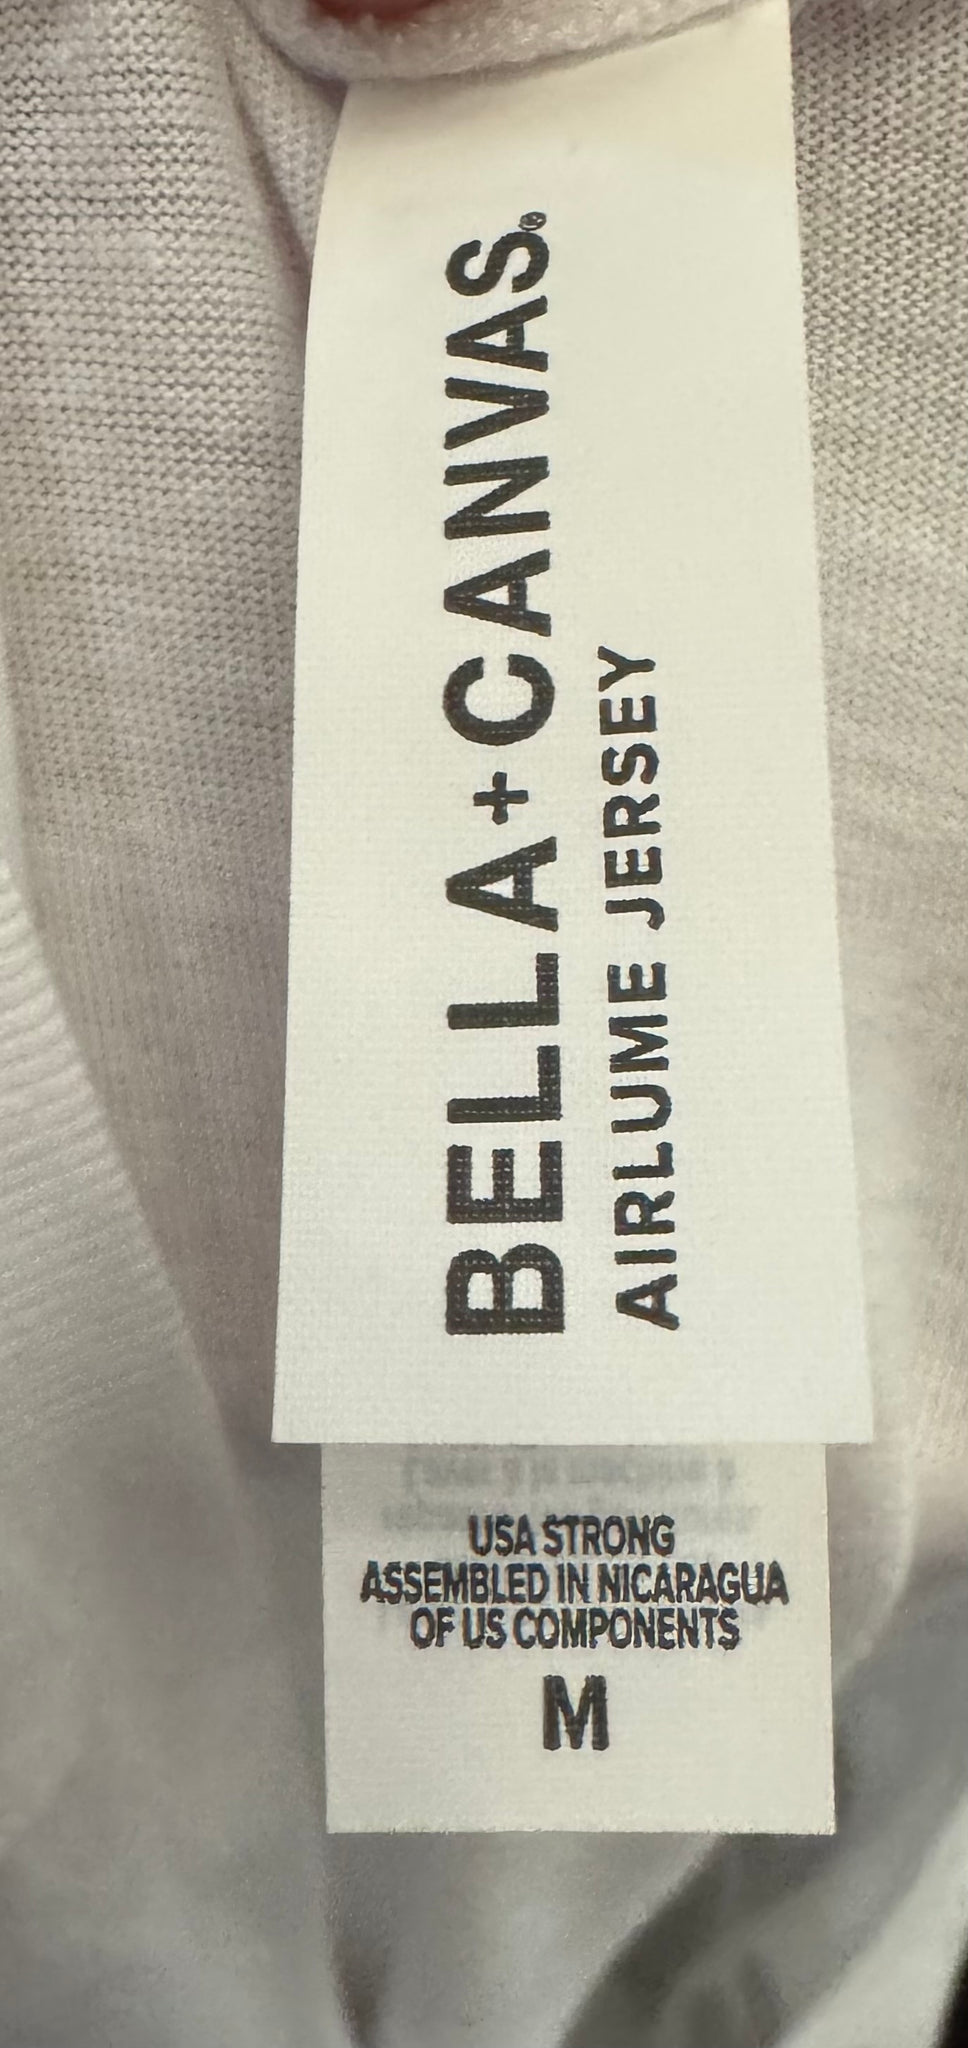 BELLA+CANVAS.®
AIRLUME JERSEY
USA STRONG
ASSEMBLED IN NICARAGUA
OF US COMPONENTS
M